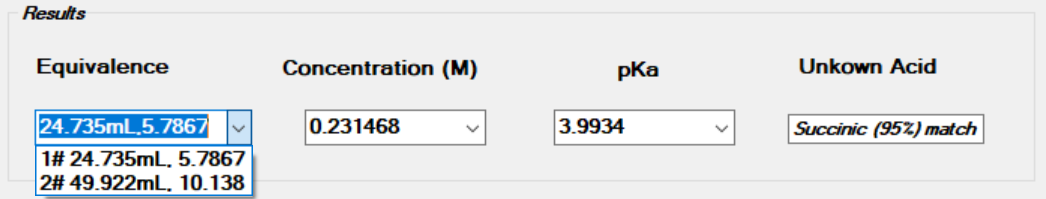 Results
Equivalence Concentration (M) pKa Unkown Acid
24.735mL,5.7867 0.231468 3.9934 Succinic (95%) match
1# 24.735mL, 5.7867
2# 49.922mL, 10.138